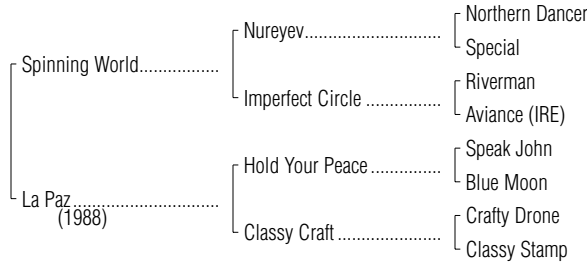 Northern Dancer
Nureyev
Special
Spinning World
Riverman
Imperfect Circle
Aviance (IRE)
Speak John
Hold Your Peace
Blue Moon
La Paz
(1988)
Crafty Drone
Classy Craft
Classy Stamp